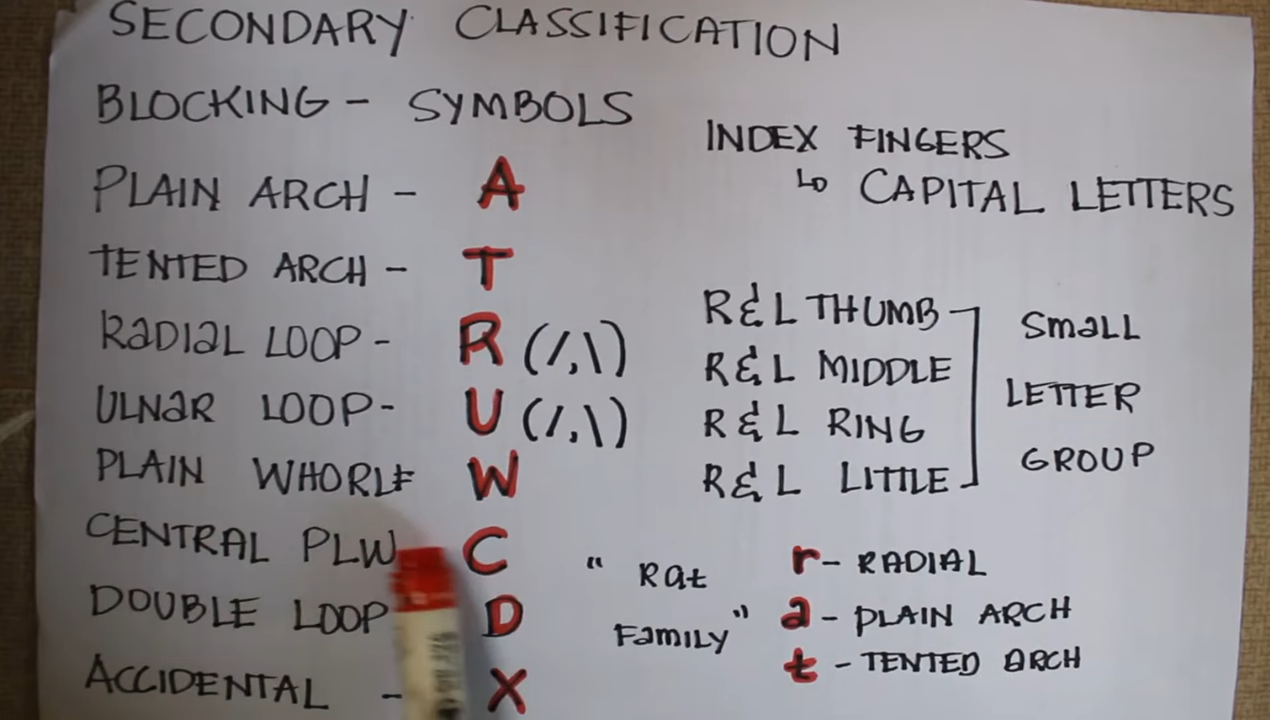 SECONDARY CLASSIFICATION
BLOCKING - SYMBOLS
PLAIN ARCH - A
TENTED ARCH - T
RADIAL LOOP - R (/,\)
ULNAR LOOP - U (/,\)
PLAIN WHORL - W
CENTRAL PLW C
DOUBLE LOOP D
ACCIDENTAL - X
INDEX FINGERS
↳ CAPITAL LETTERS
R & L THUMB
R & L MIDDLE
R & L RING
R & L LITTLE
SMALL
LETTER
GROUP
"RAt
FAMILY"
r - RADIAL
a - PLAIN ARCH
t - TENTED ARCH